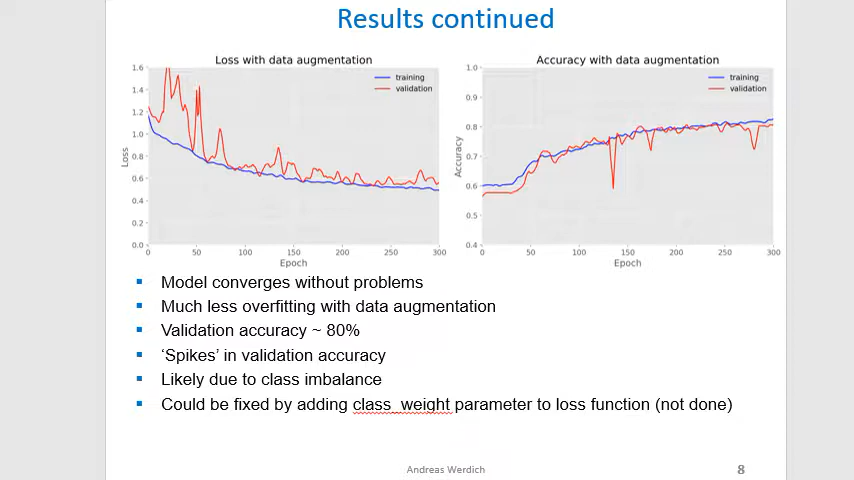 Results continued
Loss with data augmentation
1.6
1.4
1.2
1.0
0.8
0.6
0.4
0.2
0.0
Loss
training
validation
0 50 100 150 200 250 300
Epoch
Accuracy with data augmentation
1.0
0.9
0.8
0.7
0.6
0.5
0.4
Accuracy
training
validation
0 50 100 150 200 250 300
Epoch
Model converges without problems
Much less overfitting with data augmentation
Validation accuracy ~ 80%
‘Spikes’ in validation accuracy
Likely due to class imbalance
Could be fixed by adding class_weight parameter to loss function (not done)
Andreas Werdich
8